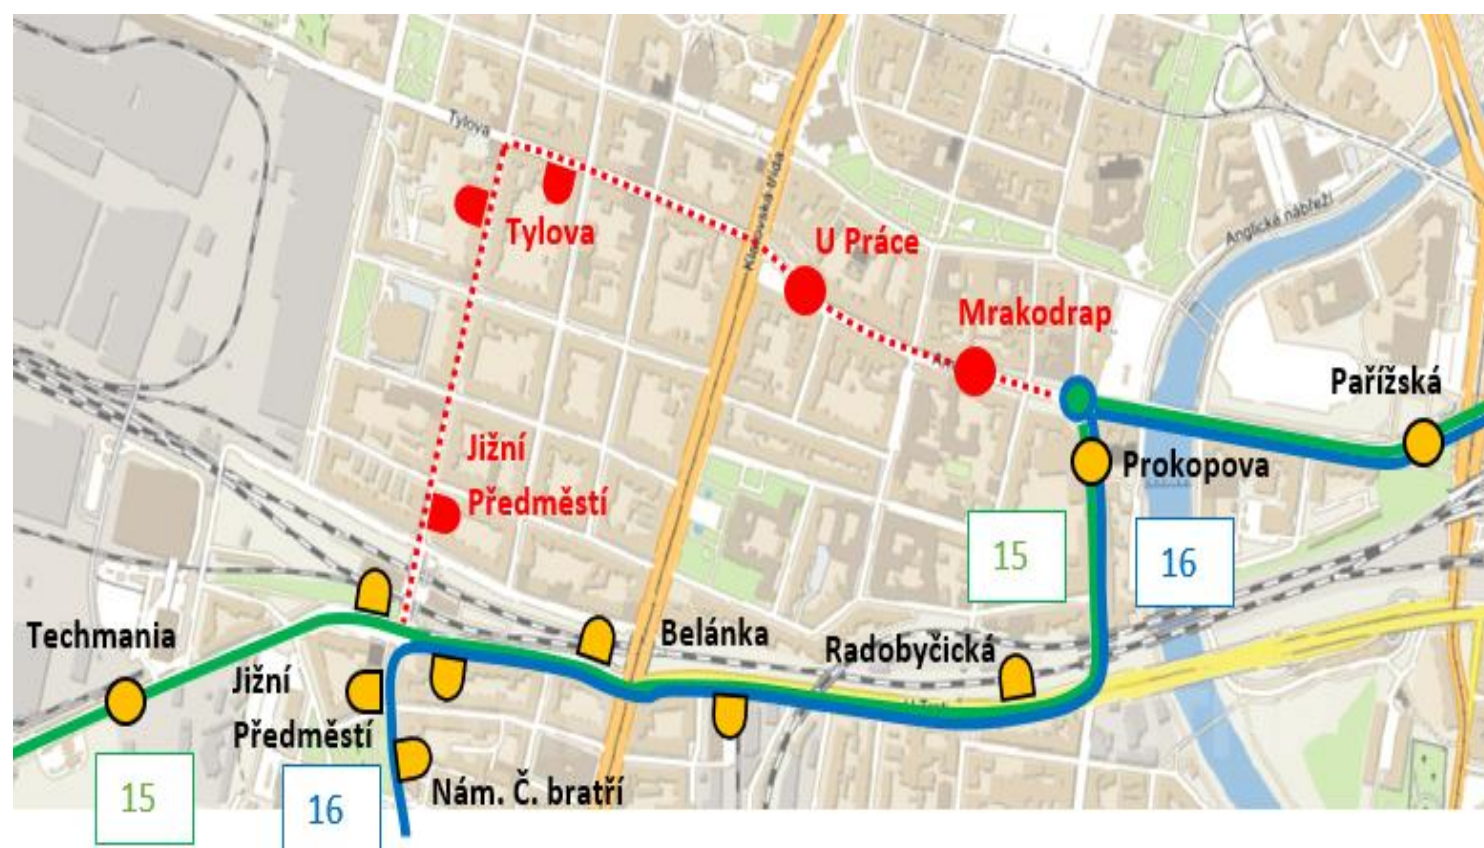 Tylova
Tylova
Klatovská třída
U Práce
Mrakodrap
Anglické nábřeží
Pařížská
Prokopova
Jižní
Předměstí
15
16
Techmania
Belánka
Radobyčická
Jižní
Předměstí
Nám. Č. bratří
15
16